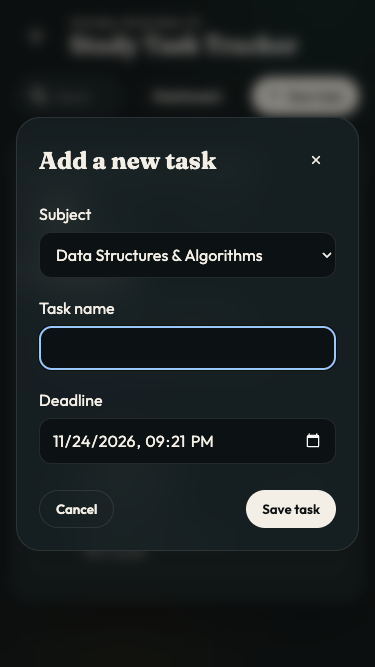 Study Task Tracker
Add a new task
×
Subject
Data Structures & Algorithms
Task name
Deadline
11/24/2026, 09:21 PM
Cancel
Save task